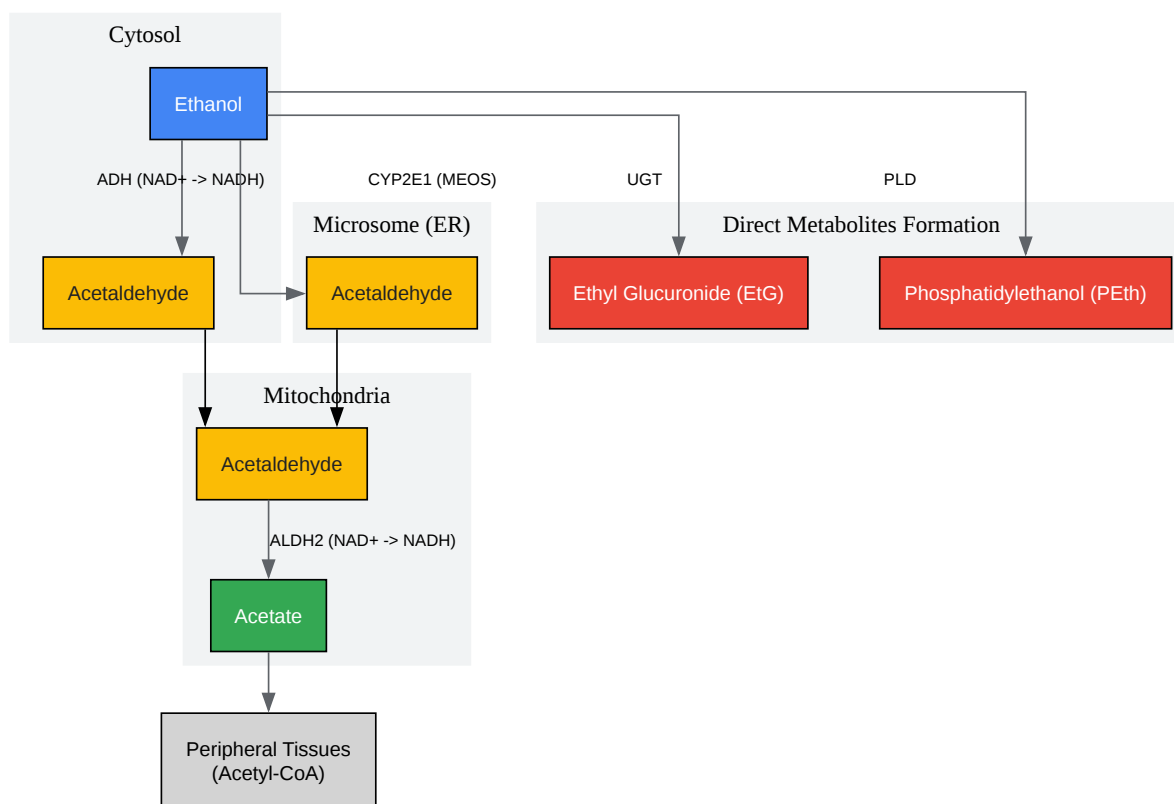 Cytosol
Ethanol
ADH (NAD+ -> NADH)
CYP2E1 (MEOS)
UGT
PLD
Microsome (ER)
Direct Metabolites Formation
Acetaldehyde
Acetaldehyde
Ethyl Glucuronide (EtG)
Phosphatidylethanol (PEth)
Mitochondria
Acetaldehyde
ALDH2 (NAD+ -> NADH)
Acetate
Peripheral Tissues
(Acetyl-CoA)